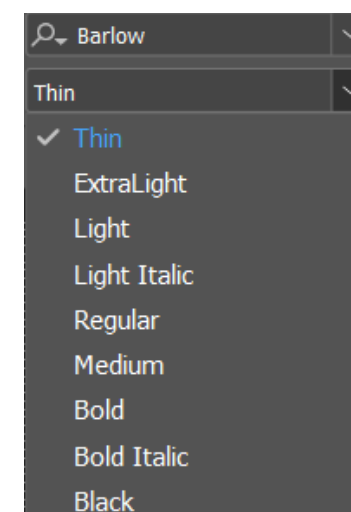 Barlow
Thin
Thin
ExtraLight
Light
Light Italic
Regular
Medium
Bold
Bold Italic
Black